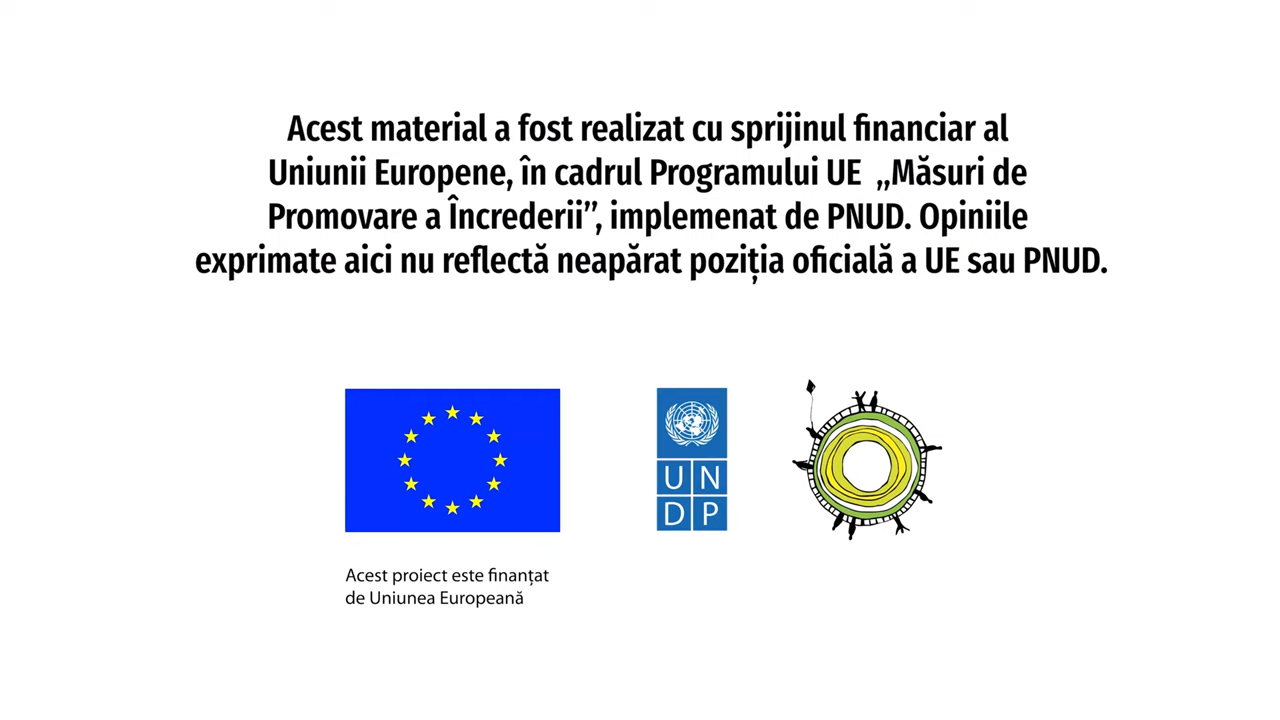 Acest material a fost realizat cu sprijinul financiar al
Uniunii Europene, în cadrul Programului UE „Măsuri de
Promovare a Încrederii”, implemenat de PNUD. Opiniile
exprimate aici nu reflectă neapărat poziția oficială a UE sau PNUD.
U N
D P
Acest proiect este finanțat
de Uniunea Europeană